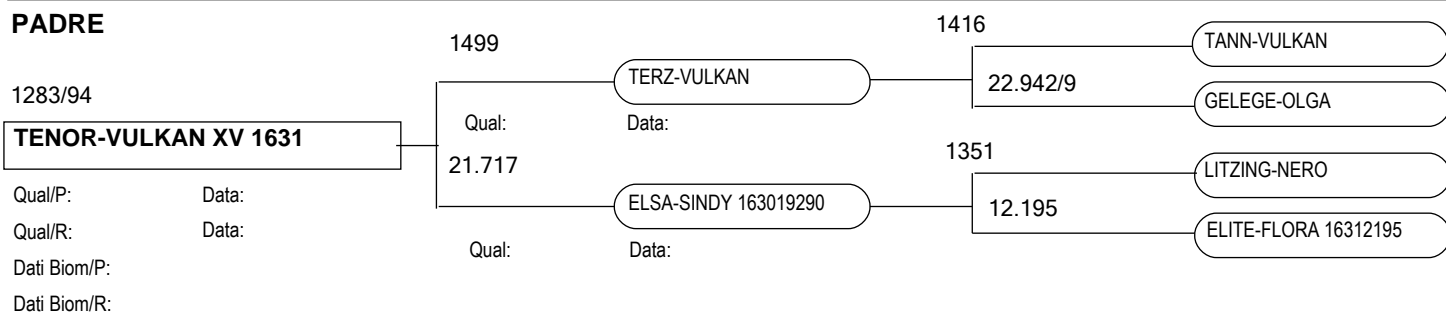 PADRE
1283/94
TENOR-VULKAN XV 1631
Qual/P: Data:
Qual/R: Data:
Dati Biom/P:
Dati Biom/R:
1499
TERZ-VULKAN
Qual: Data:
21.717
ELSA-SINDY 163019290
Qual: Data:
1416
TANN-VULKAN
22.942/9
GELEGE-OLGA
1351
LITZING-NERO
12.195
ELITE-FLORA 16312195